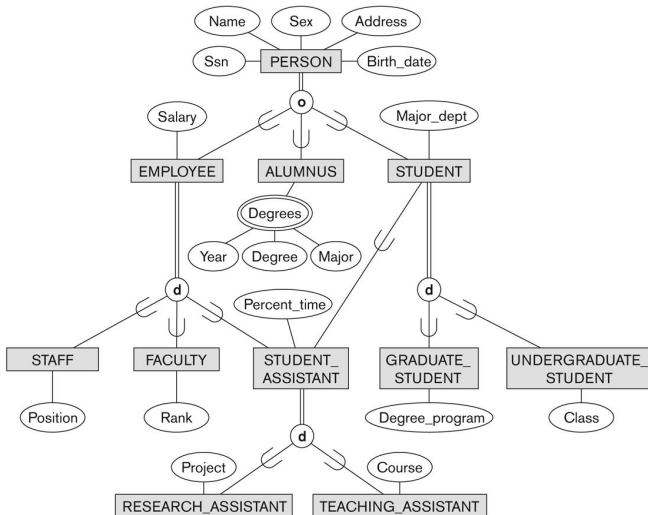 Name
Sex
Address
Ssn
PERSON
Birth_date
o
Salary
Major_dept
EMPLOYEE
ALUMNUS
STUDENT
Degrees
Year
Degree
Major
d
Percent_time
d
STAFF
FACULTY
STUDENT_
ASSISTANT
GRADUATE_
STUDENT
UNDERGRADUATE_
STUDENT
Position
Rank
Degree_program
Class
d
Project
Course
RESEARCH_ASSISTANT
TEACHING_ASSISTANT